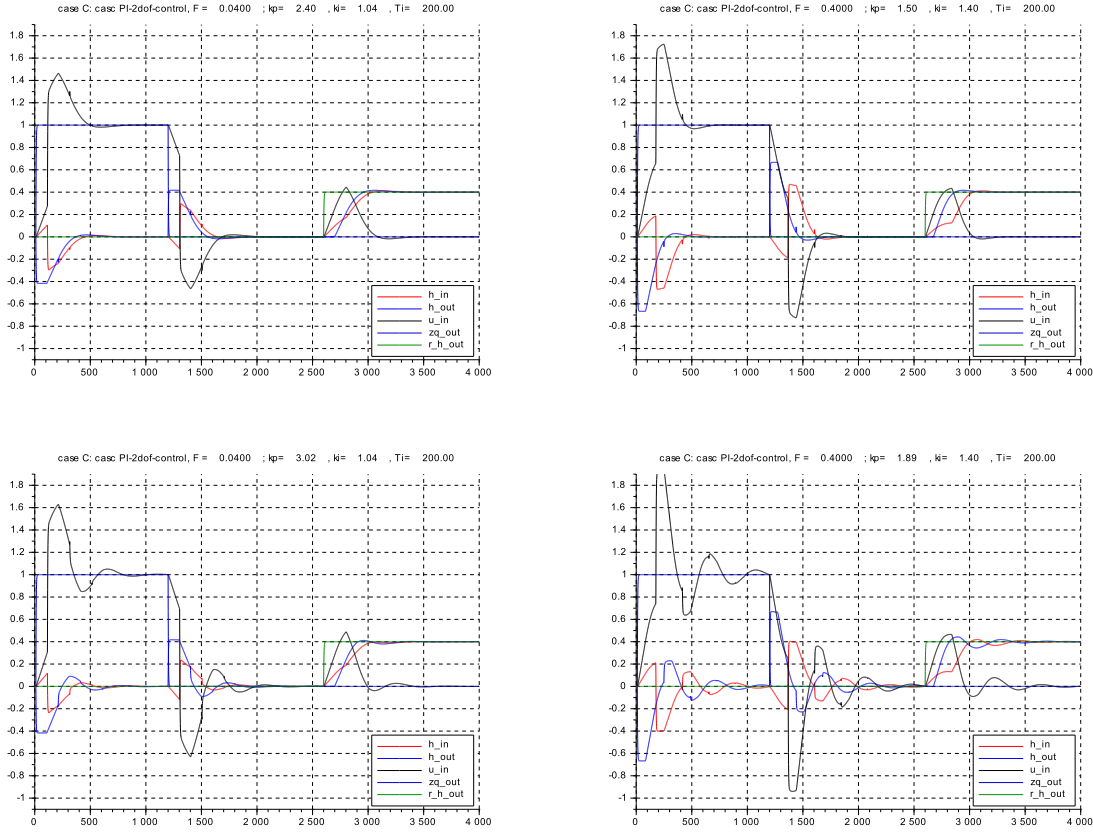 case C: casc PI-2dof-control, F = 0.0400 ; kp= 2.40 , ki= 1.04 , Ti= 200.00
1.8
1.6
1.4
1.2
1
0.8
0.6
0.4
0.2
0
-0.2
-0.4
-0.6
-0.8
-1
h_in
h_out
u_in
zq_out
r_h_out
0 500 1 000 1 500 2 000 2 500 3 000 3 500 4 000
case C: casc PI-2dof-control, F = 0.4000 ; kp= 1.50 , ki= 1.40 , Ti= 200.00
1.8
1.6
1.4
1.2
1
0.8
0.6
0.4
0.2
0
-0.2
-0.4
-0.6
-0.8
-1
h_in
h_out
u_in
zq_out
r_h_out
0 500 1 000 1 500 2 000 2 500 3 000 3 500 4 000
case C: casc PI-2dof-control, F = 0.0400 ; kp= 3.02 , ki= 1.04 , Ti= 200.00
1.8
1.6
1.4
1.2
1
0.8
0.6
0.4
0.2
0
-0.2
-0.4
-0.6
-0.8
-1
h_in
h_out
u_in
zq_out
r_h_out
0 500 1 000 1 500 2 000 2 500 3 000 3 500 4 000
case C: casc PI-2dof-control, F = 0.4000 ; kp= 1.89 , ki= 1.40 , Ti= 200.00
1.8
1.6
1.4
1.2
1
0.8
0.6
0.4
0.2
0
-0.2
-0.4
-0.6
-0.8
-1
h_in
h_out
u_in
zq_out
r_h_out
0 500 1 000 1 500 2 000 2 500 3 000 3 500 4 000